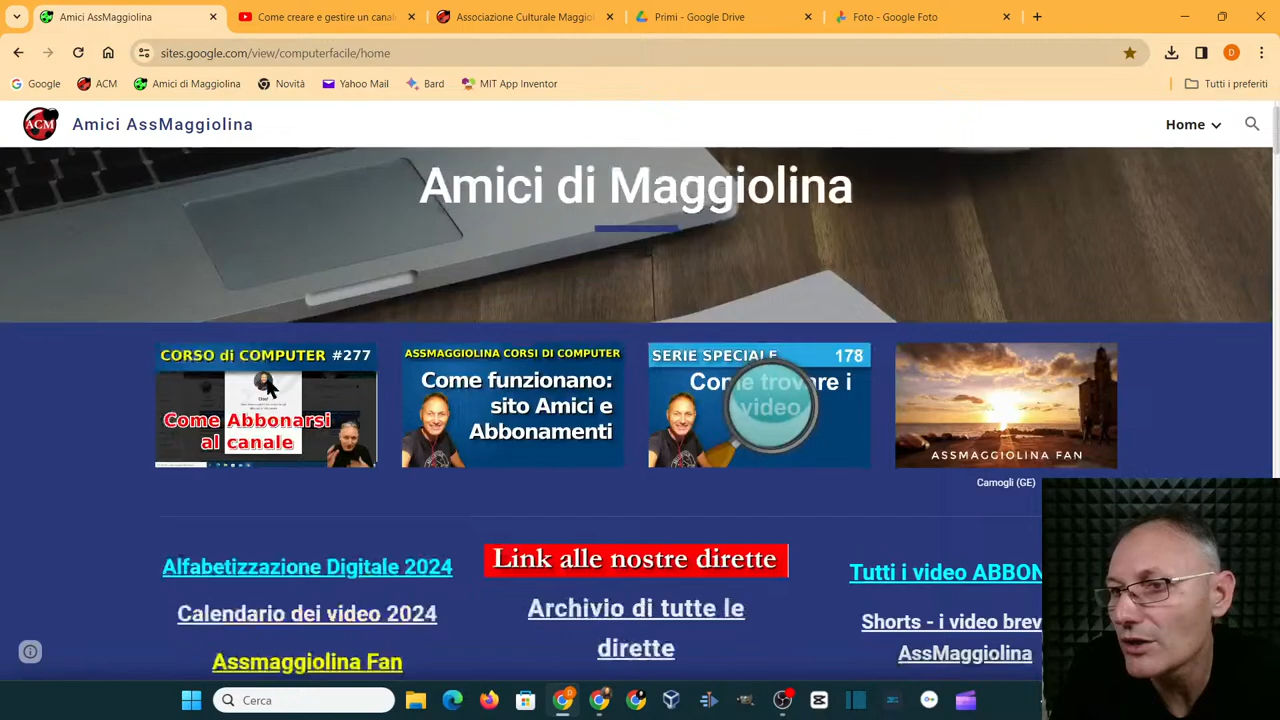 Amici AssMaggiolina
Come creare e gestire un canale
Associazione Culturale Maggiol
Primi - Google Drive
Foto - Google Foto
sites.google.com/view/computerfacile/home
D
Google
ACM
Amici di Maggiolina
Novità
Yahoo Mail
Bard
MIT App Inventor
Tutti i preferiti
ACM
Amici AssMaggiolina
Home
Amici di Maggiolina
CORSO di COMPUTER #277
Come Abbonarsi
al canale
ASSMAGGIOLINA CORSI DI COMPUTER
Come funzionano:
sito Amici e
Abbonamenti
SERIE SPECIALE 178
Come trovare i
video
ASSMAGGIOLINA FAN
Camogli (GE)
Alfabetizzazione Digitale 2024
Calendario dei video 2024
Assmaggiolina Fan
Link alle nostre dirette
Archivio di tutte le
dirette
Tutti i video ABBON
Shorts - i video brev
AssMaggiolina
Cerca